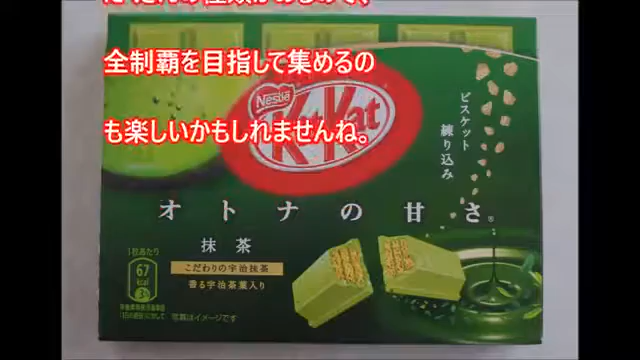 全制覇を目指して集めるの
も楽しいかもしれませんね。
Nestlé
KitKat
ビスケット
練り込み
オトナの甘さ
抹茶
こだわりの宇治抹茶
香る宇治茶葉入り
1枚あたり
67
kcal
写真はイメージです